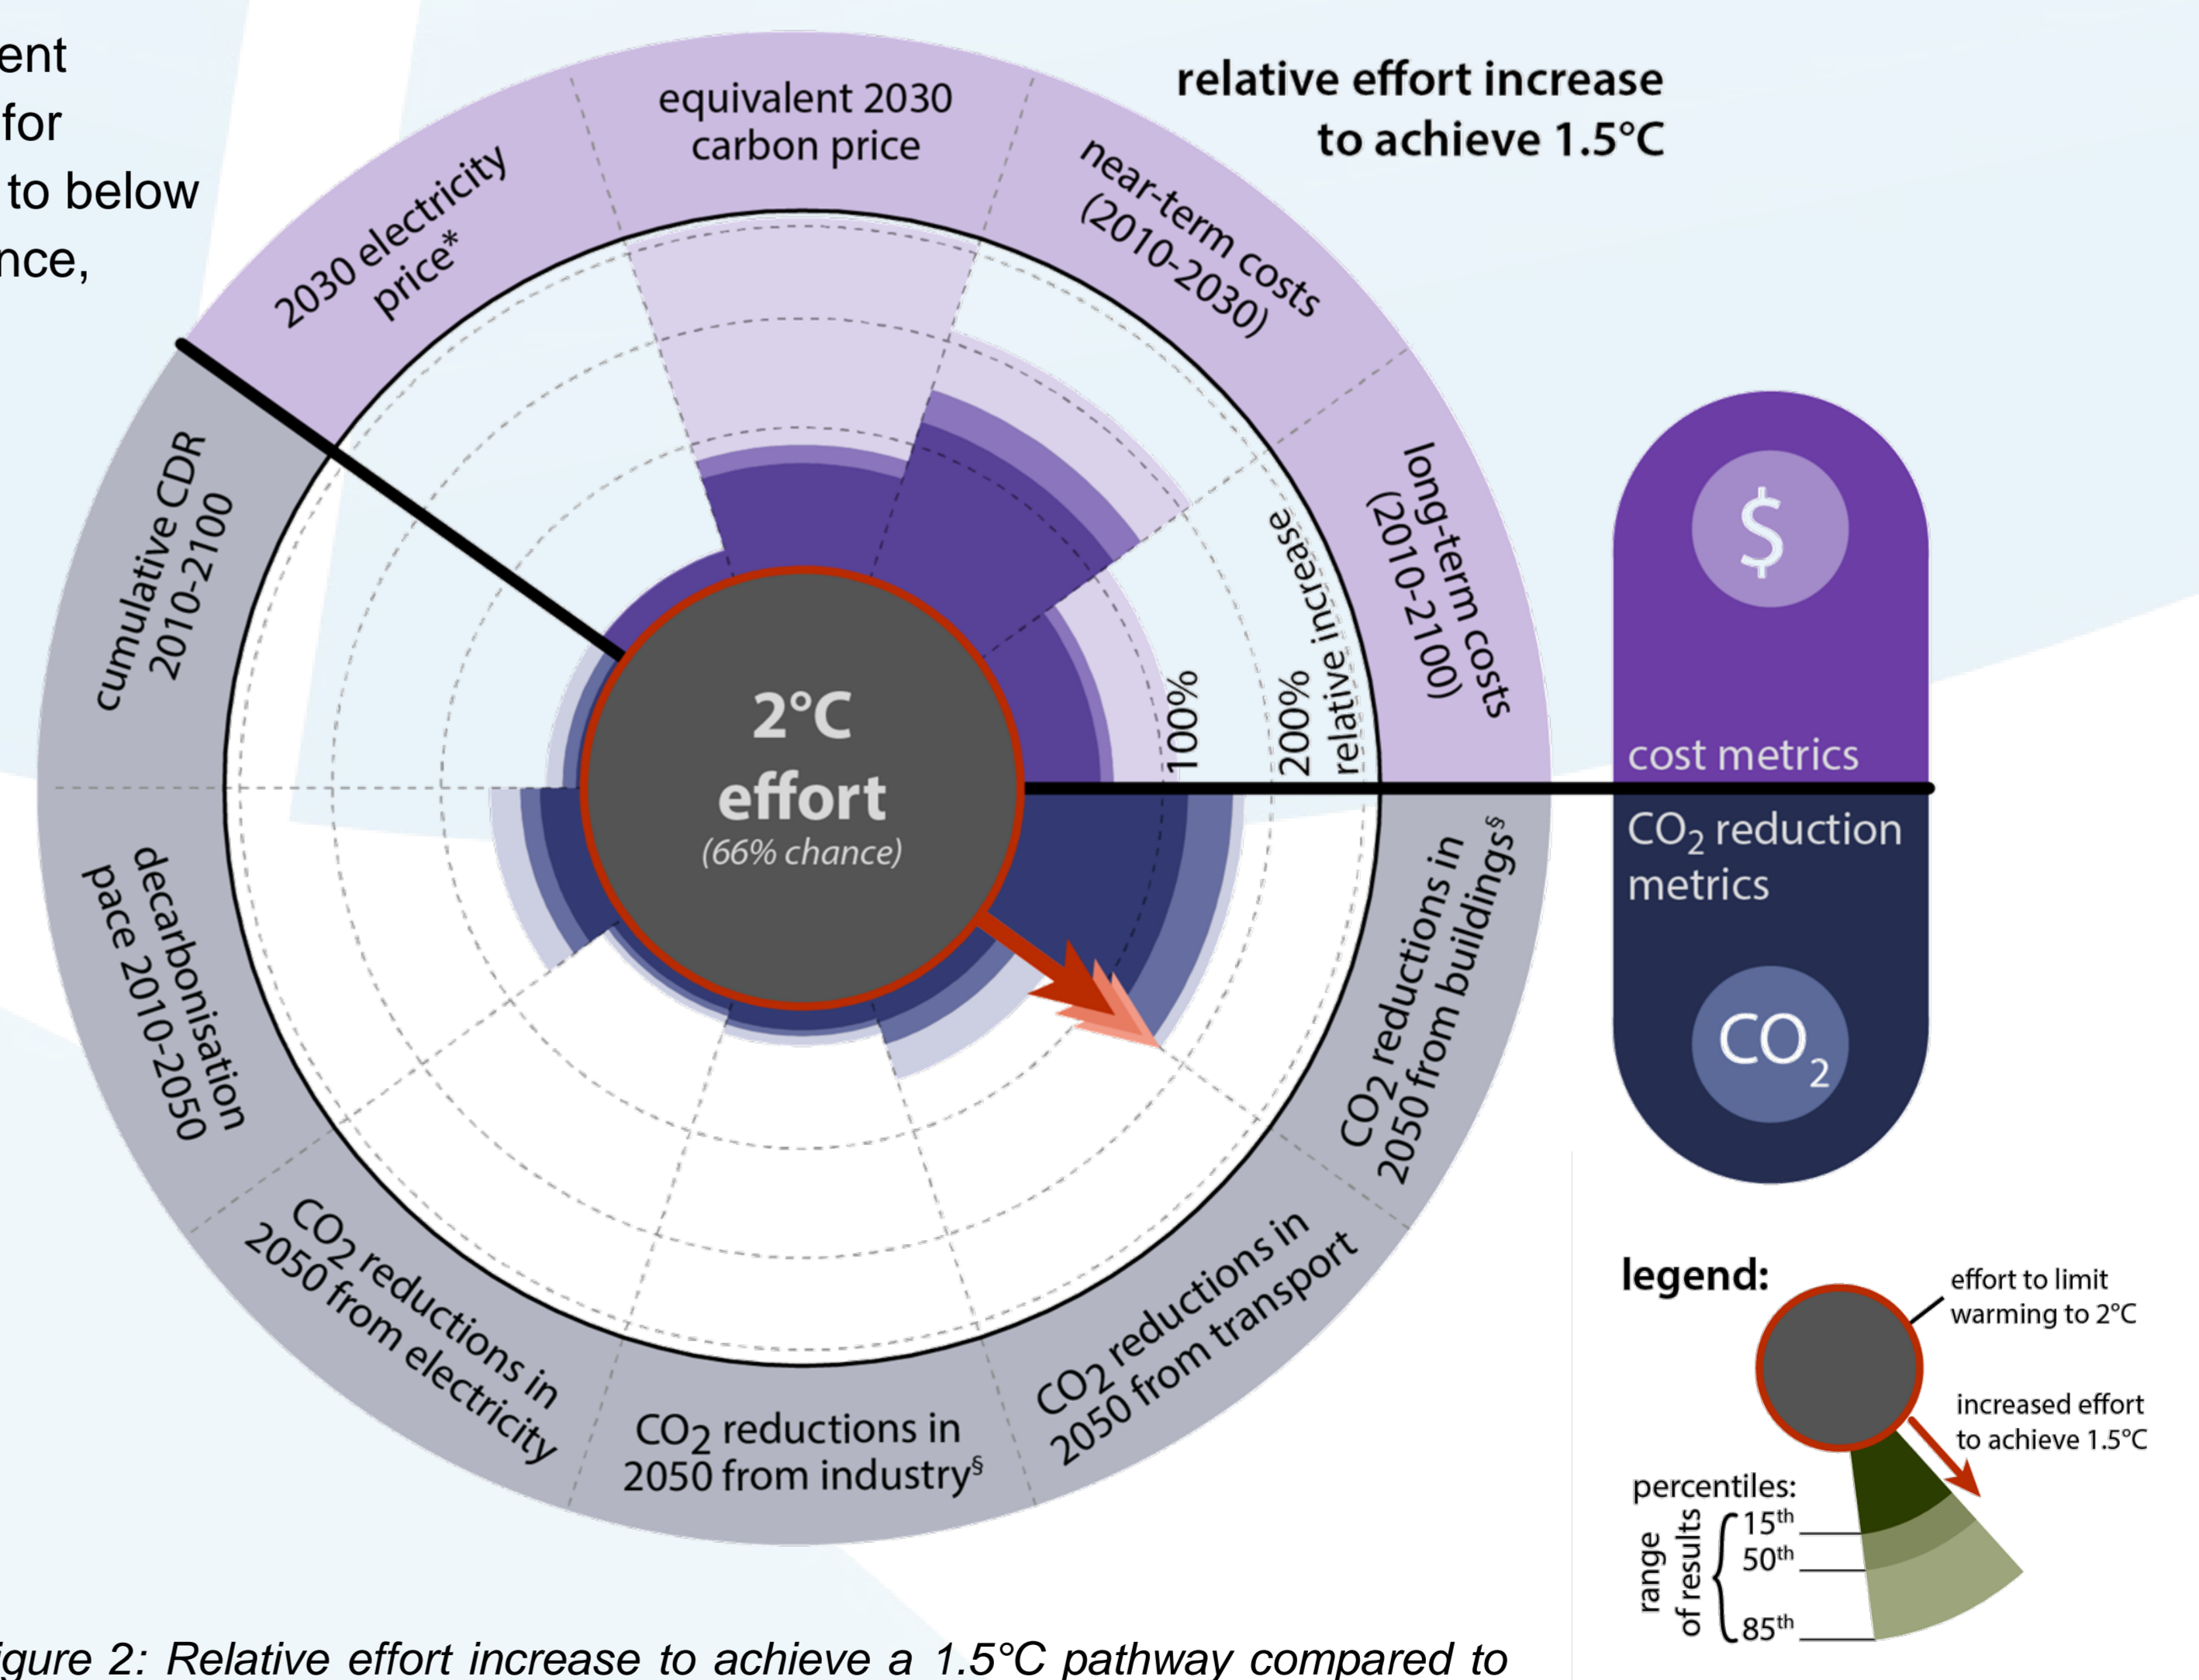 ent
for
to below
nce,
relative effort increase
to achieve 1.5°C
equivalent 2030
carbon price
near-term costs
(2010-2030)
long-term costs
(2010-2100)
2030 electricity
price*
cumulative CDR
2010-2100
decarbonisation
pace 2010-2050
CO2 reductions in
2050 from electricity
CO2 reductions in
2050 from industry§
CO2 reductions in
2050 from transport
CO2 reductions in
2050 from buildings§
2°C
effort
(66% chance)
100%
200%
relative increase
$
cost metrics
CO2 reduction
metrics
CO2
legend:
effort to limit
warming to 2°C
increased effort
to achieve 1.5°C
percentiles:
range
of results
15th
50th
85th
igure 2: Relative effort increase to achieve a 1.5°C pathway compared to